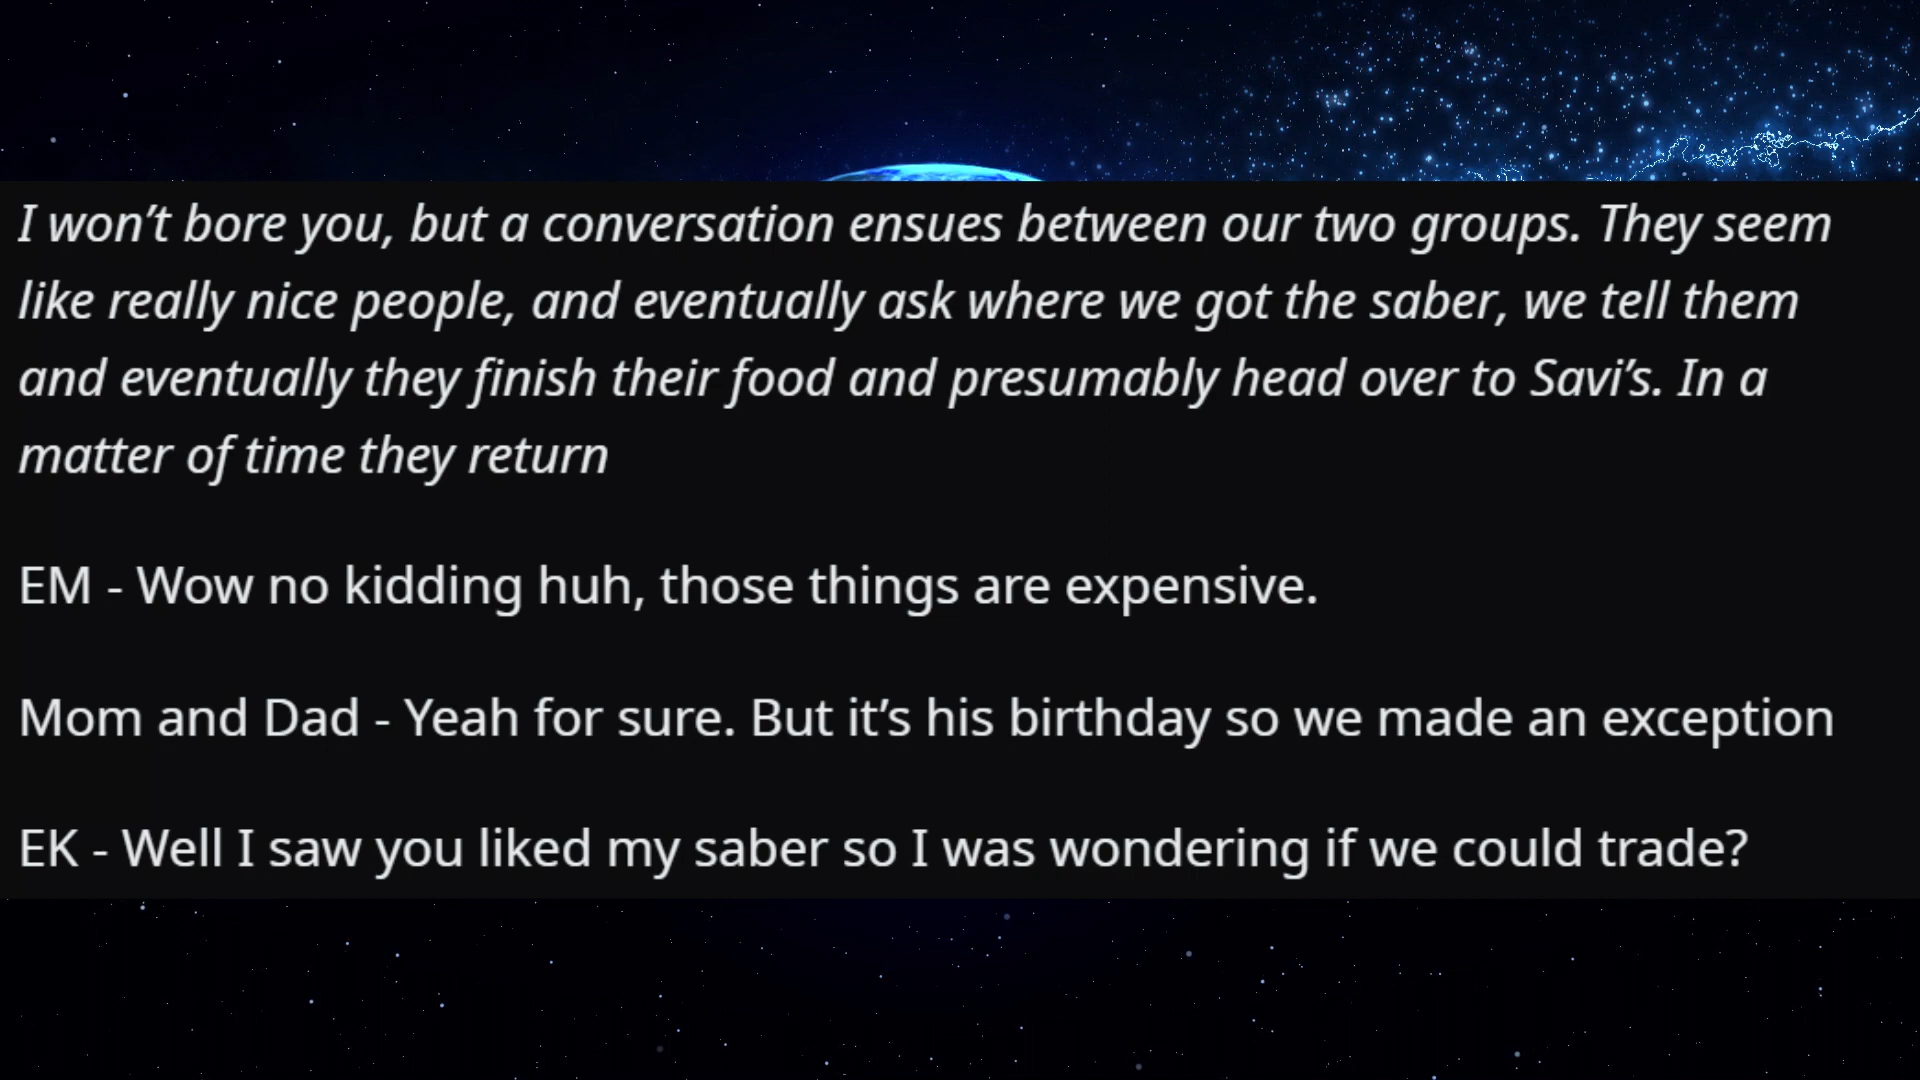 I won’t bore you, but a conversation ensues between our two groups. They seem
like really nice people, and eventually ask where we got the saber, we tell them
and eventually they finish their food and presumably head over to Savi’s. In a
matter of time they return
EM - Wow no kidding huh, those things are expensive.
Mom and Dad - Yeah for sure. But it’s his birthday so we made an exception
EK - Well I saw you liked my saber so I was wondering if we could trade?